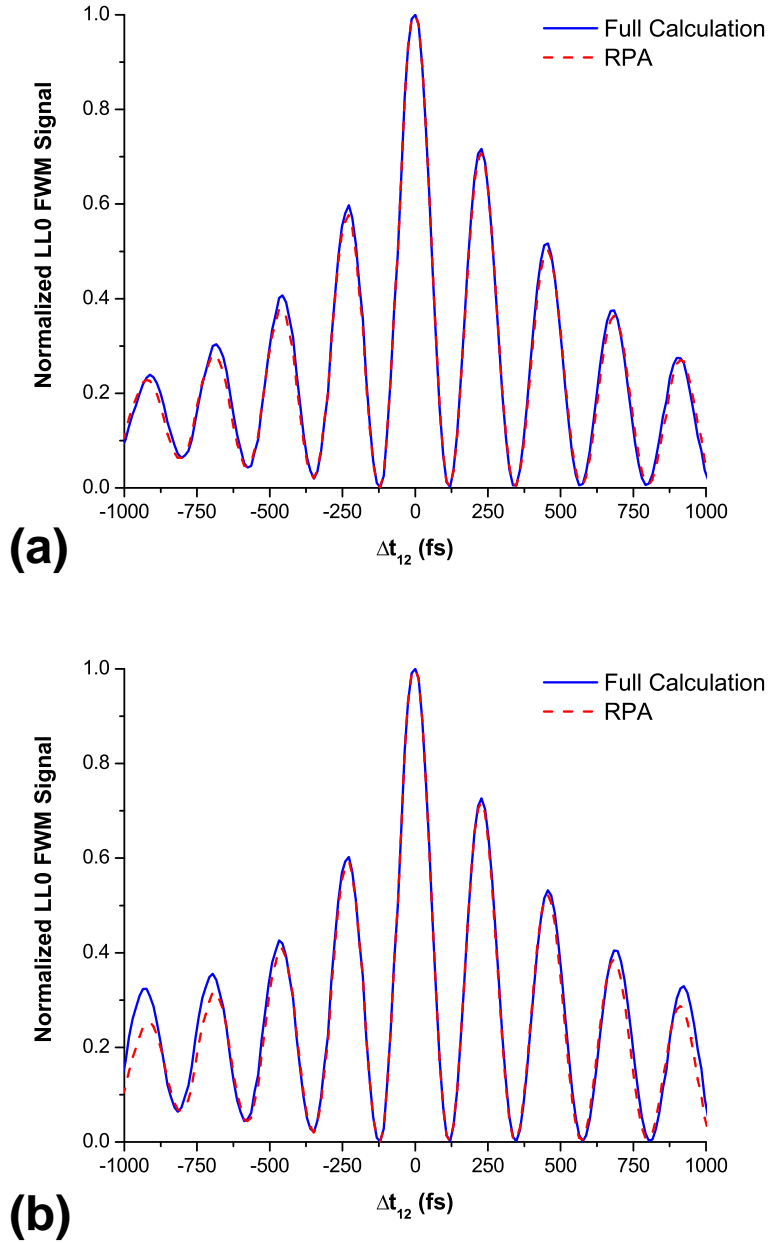 1.0
0.8
0.6
0.4
0.2
0.0
Normalized LL0 FWM Signal
Full Calculation
RPA
-1000 -750 -500 -250 0 250 500 750 1000
Δt12 (fs)
(a)
1.0
0.8
0.6
0.4
0.2
0.0
Normalized LL0 FWM Signal
Full Calculation
RPA
-1000 -750 -500 -250 0 250 500 750 1000
Δt12 (fs)
(b)